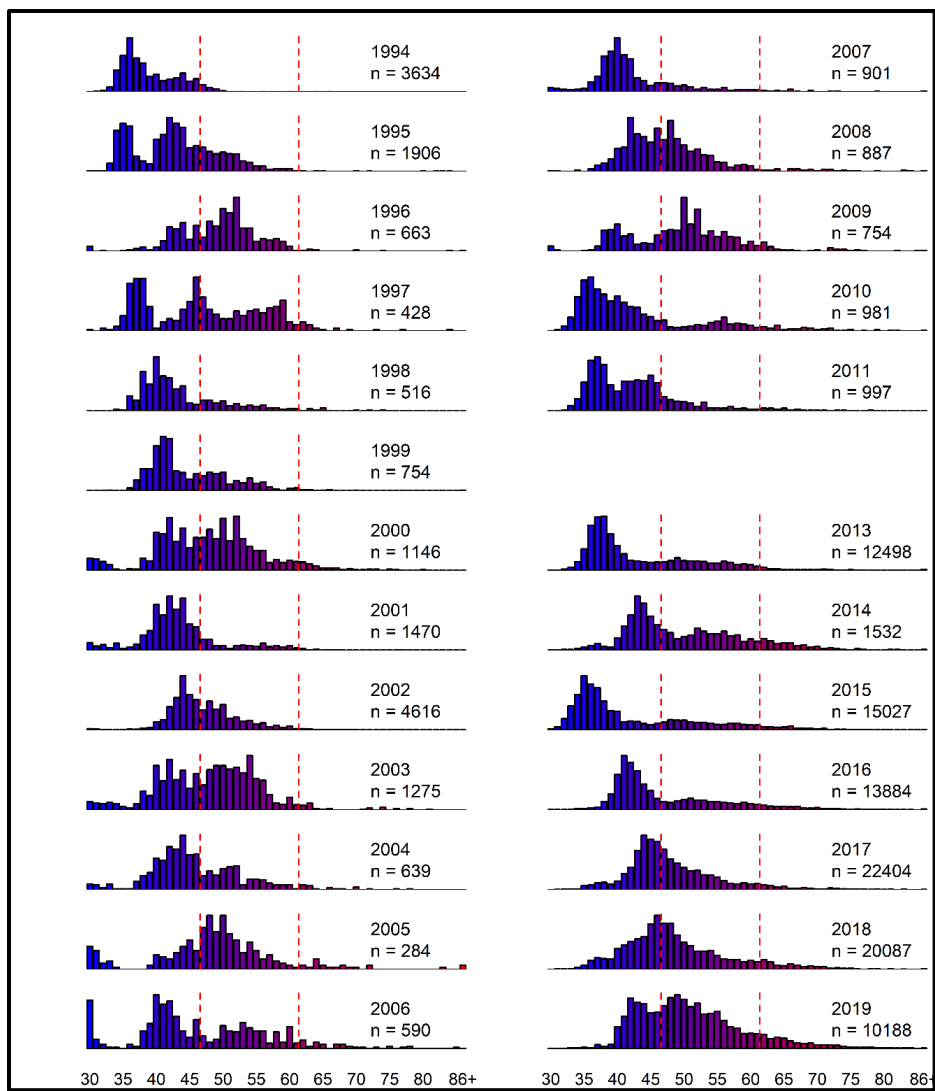 1994
n = 3634
1995
n = 1906
1996
n = 663
1997
n = 428
1998
n = 516
1999
n = 754
2000
n = 1146
2001
n = 1470
2002
n = 4616
2003
n = 1275
2004
n = 639
2005
n = 284
2006
n = 590
30 35 40 45 50 55 60 65 70 75 80 86+
2007
n = 901
2008
n = 887
2009
n = 754
2010
n = 981
2011
n = 997
2013
n = 12498
2014
n = 1532
2015
n = 15027
2016
n = 13884
2017
n = 22404
2018
n = 20087
2019
n = 10188
30 35 40 45 50 55 60 65 70 75 80 86+